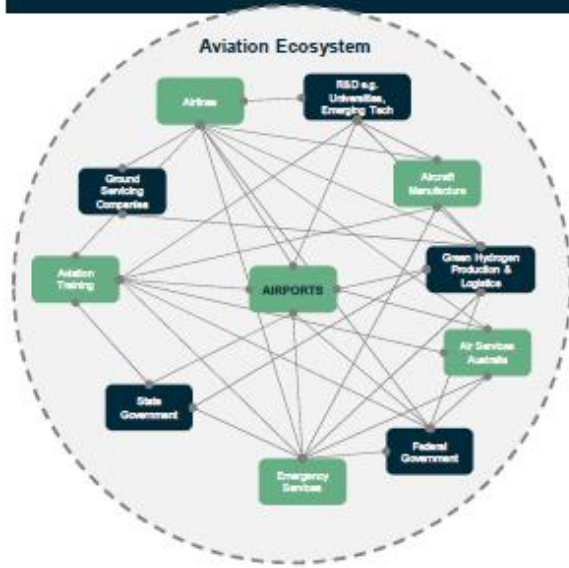 Aviation Ecosystem
Airlines
R&D e.g.
Universities,
Emerging Tech
Ground
Servicing
Companies
Aircraft
Manufacture
Aviation
Training
AIRPORTS
Green Hydrogen
Production &
Logistics
Air Services
Australia
State
Government
Federal
Government
Emergency
Services